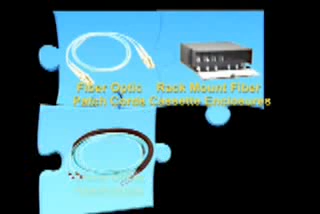 Fiber Optic
Patch Cords
Rack Mount Fiber
Cassette Enclosures